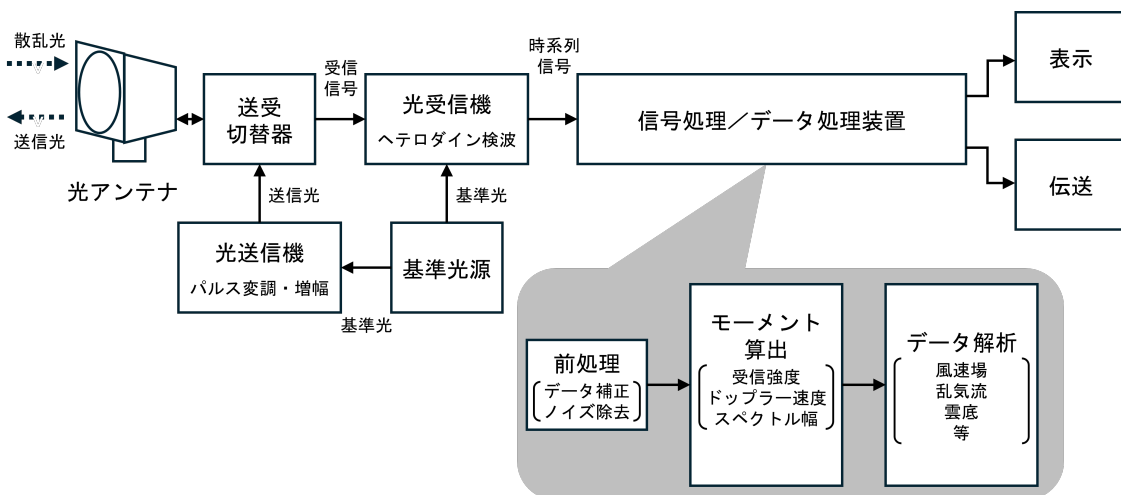 散乱光
送信光
光アンテナ
送受
切替器
受信
信号
光受信機
ヘテロダイン検波
時系列
信号
信号処理／データ処理装置
表示
伝送
送信光
基準光
光送信機
パルス変調・増幅
基準光源
基準光
前処理
データ補正
ノイズ除去
モーメント
算出
受信強度
ドップラー速度
スペクトル幅
データ解析
風速場
乱気流
雲底
等